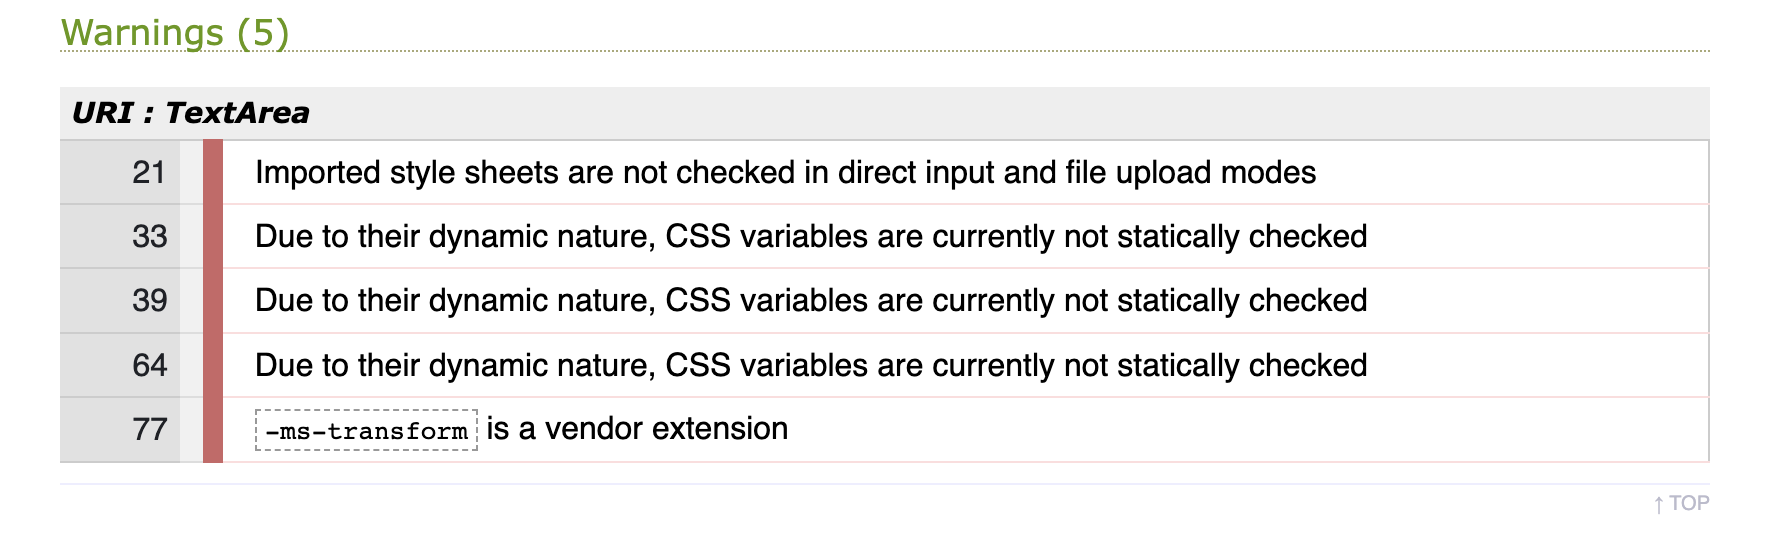 Warnings (5)
URI : TextArea
21 Imported style sheets are not checked in direct input and file upload modes
33 Due to their dynamic nature, CSS variables are currently not statically checked
39 Due to their dynamic nature, CSS variables are currently not statically checked
64 Due to their dynamic nature, CSS variables are currently not statically checked
77 -ms-transform is a vendor extension
↑ TOP